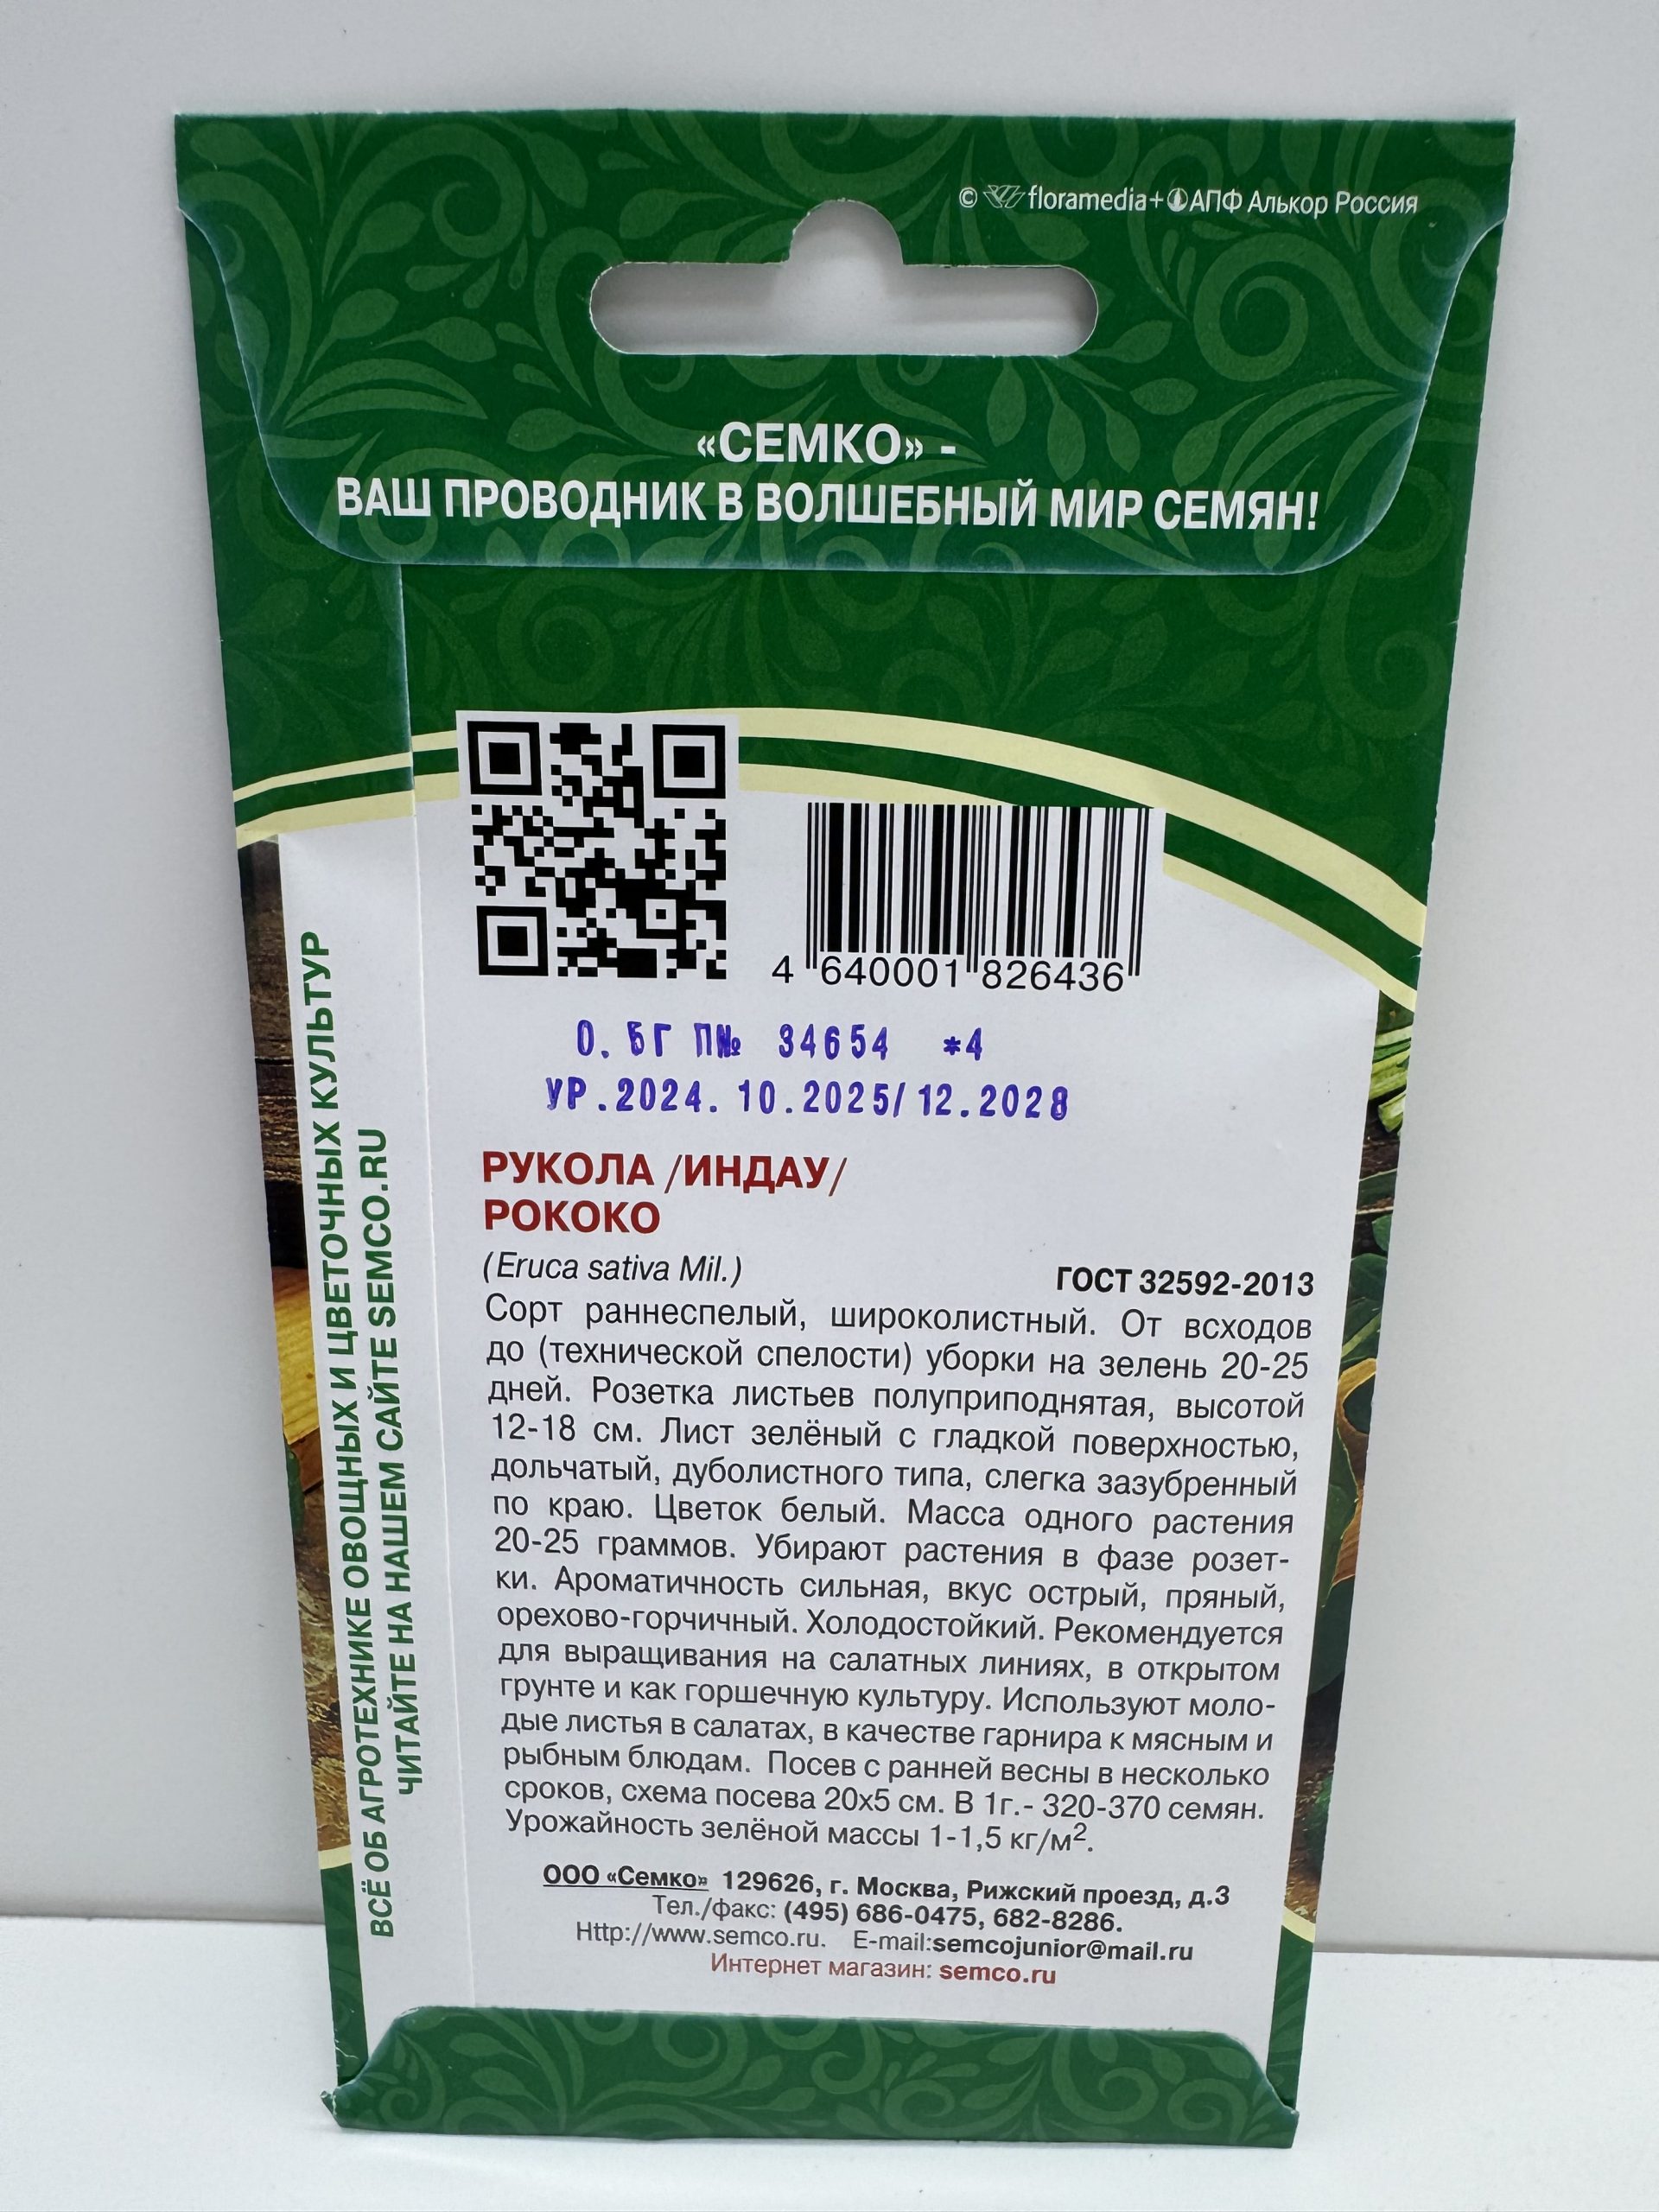 © floramedia+ АПФ Алькор Россия
«СЕМКО» -
ВАШ ПРОВОДНИК В ВОЛШЕБНЫЙ МИР СЕМЯН!
4 640001 826436
0.5Г П№ 34654 *4
УР.2024. 10.2025/12.2028
РУКОЛА /ИНДАУ/
РОКОКО
(Eruca sativa Mil.)
ГОСТ 32592-2013
Сорт раннеспелый, широколистный. От всходов
до (технической спелости) уборки на зелень 20-25
дней. Розетка листьев полуприподнятая, высотой
12-18 см. Лист зелёный с гладкой поверхностью,
дольчатый, дуболистного типа, слегка зазубренный
по краю. Цветок белый. Масса одного растения
20-25 граммов. Убирают растения в фазе розет-
ки. Ароматичность сильная, вкус острый, пряный,
орехово-горчичный. Холодостойкий. Рекомендуется
для выращивания на салатных линиях, в открытом
грунте и как горшечную культуру. Используют моло-
дые листья в салатах, в качестве гарнира к мясным и
рыбным блюдам. Посев с ранней весны в несколько
сроков, схема посева 20х5 см. В 1г.- 320-370 семян.
Урожайность зелёной массы 1-1,5 кг/м².
ООО «Семко» 129626, г. Москва, Рижский проезд, д.3
Тел./факс: (495) 686-0475, 682-8286.
Http://www.semco.ru. E-mail:semcojunior@mail.ru
Интернет магазин: semco.ru
ВСЁ ОБ АГРОТЕХНИКЕ ОВОЩНЫХ И ЦВЕТОЧНЫХ КУЛЬТУР
ЧИТАЙТЕ НА НАШЕМ САЙТЕ SEMCO.RU